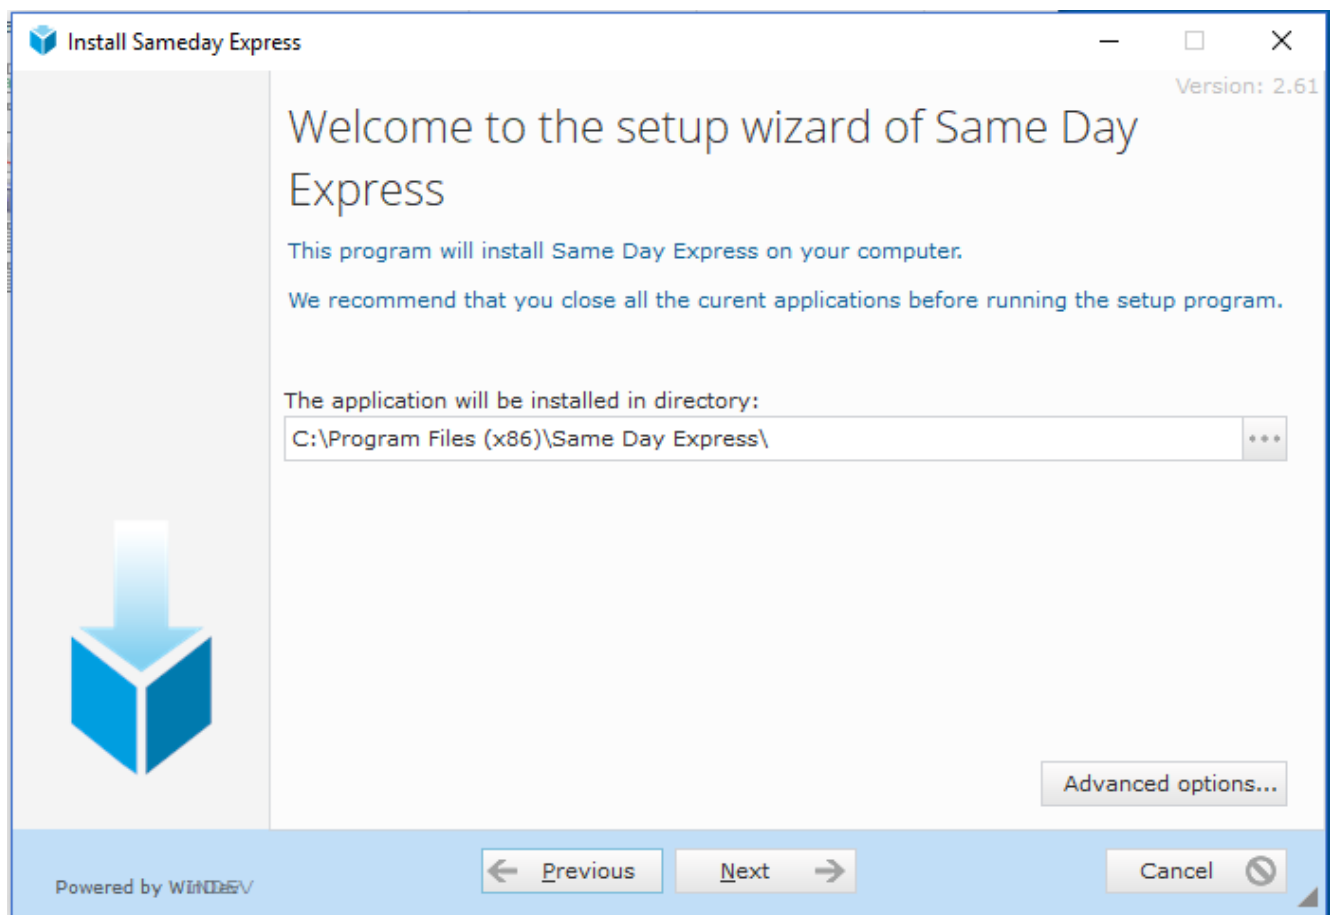 Install Sameday Express
Version: 2.61
Welcome to the setup wizard of Same Day
Express
This program will install Same Day Express on your computer.
We recommend that you close all the curent applications before running the setup program.
The application will be installed in directory:
C:\Program Files (x86)\Same Day Express\
Advanced options...
Previous
Next
Cancel
Powered by